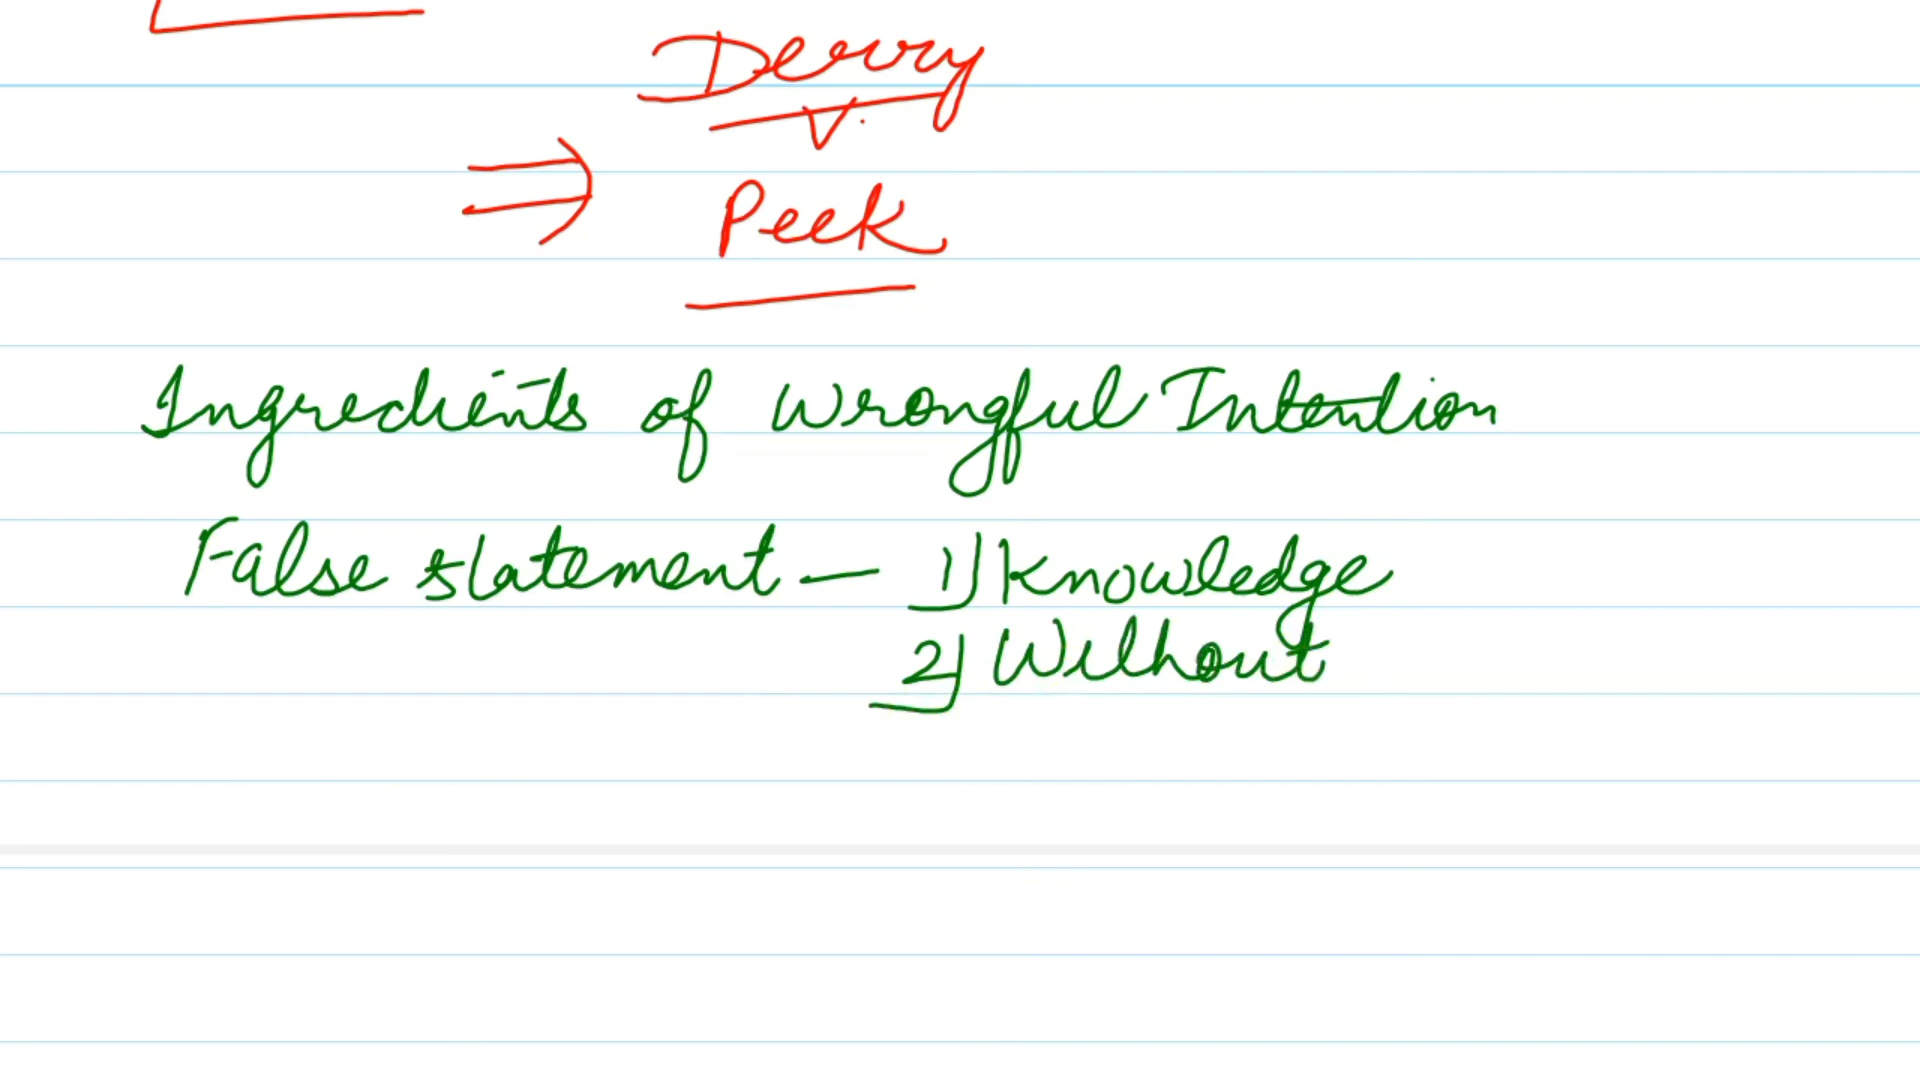 Derry
v.
⇒ Peek
Ingredients of Wrongful Intention
False statement — 1) Knowledge
2) Without